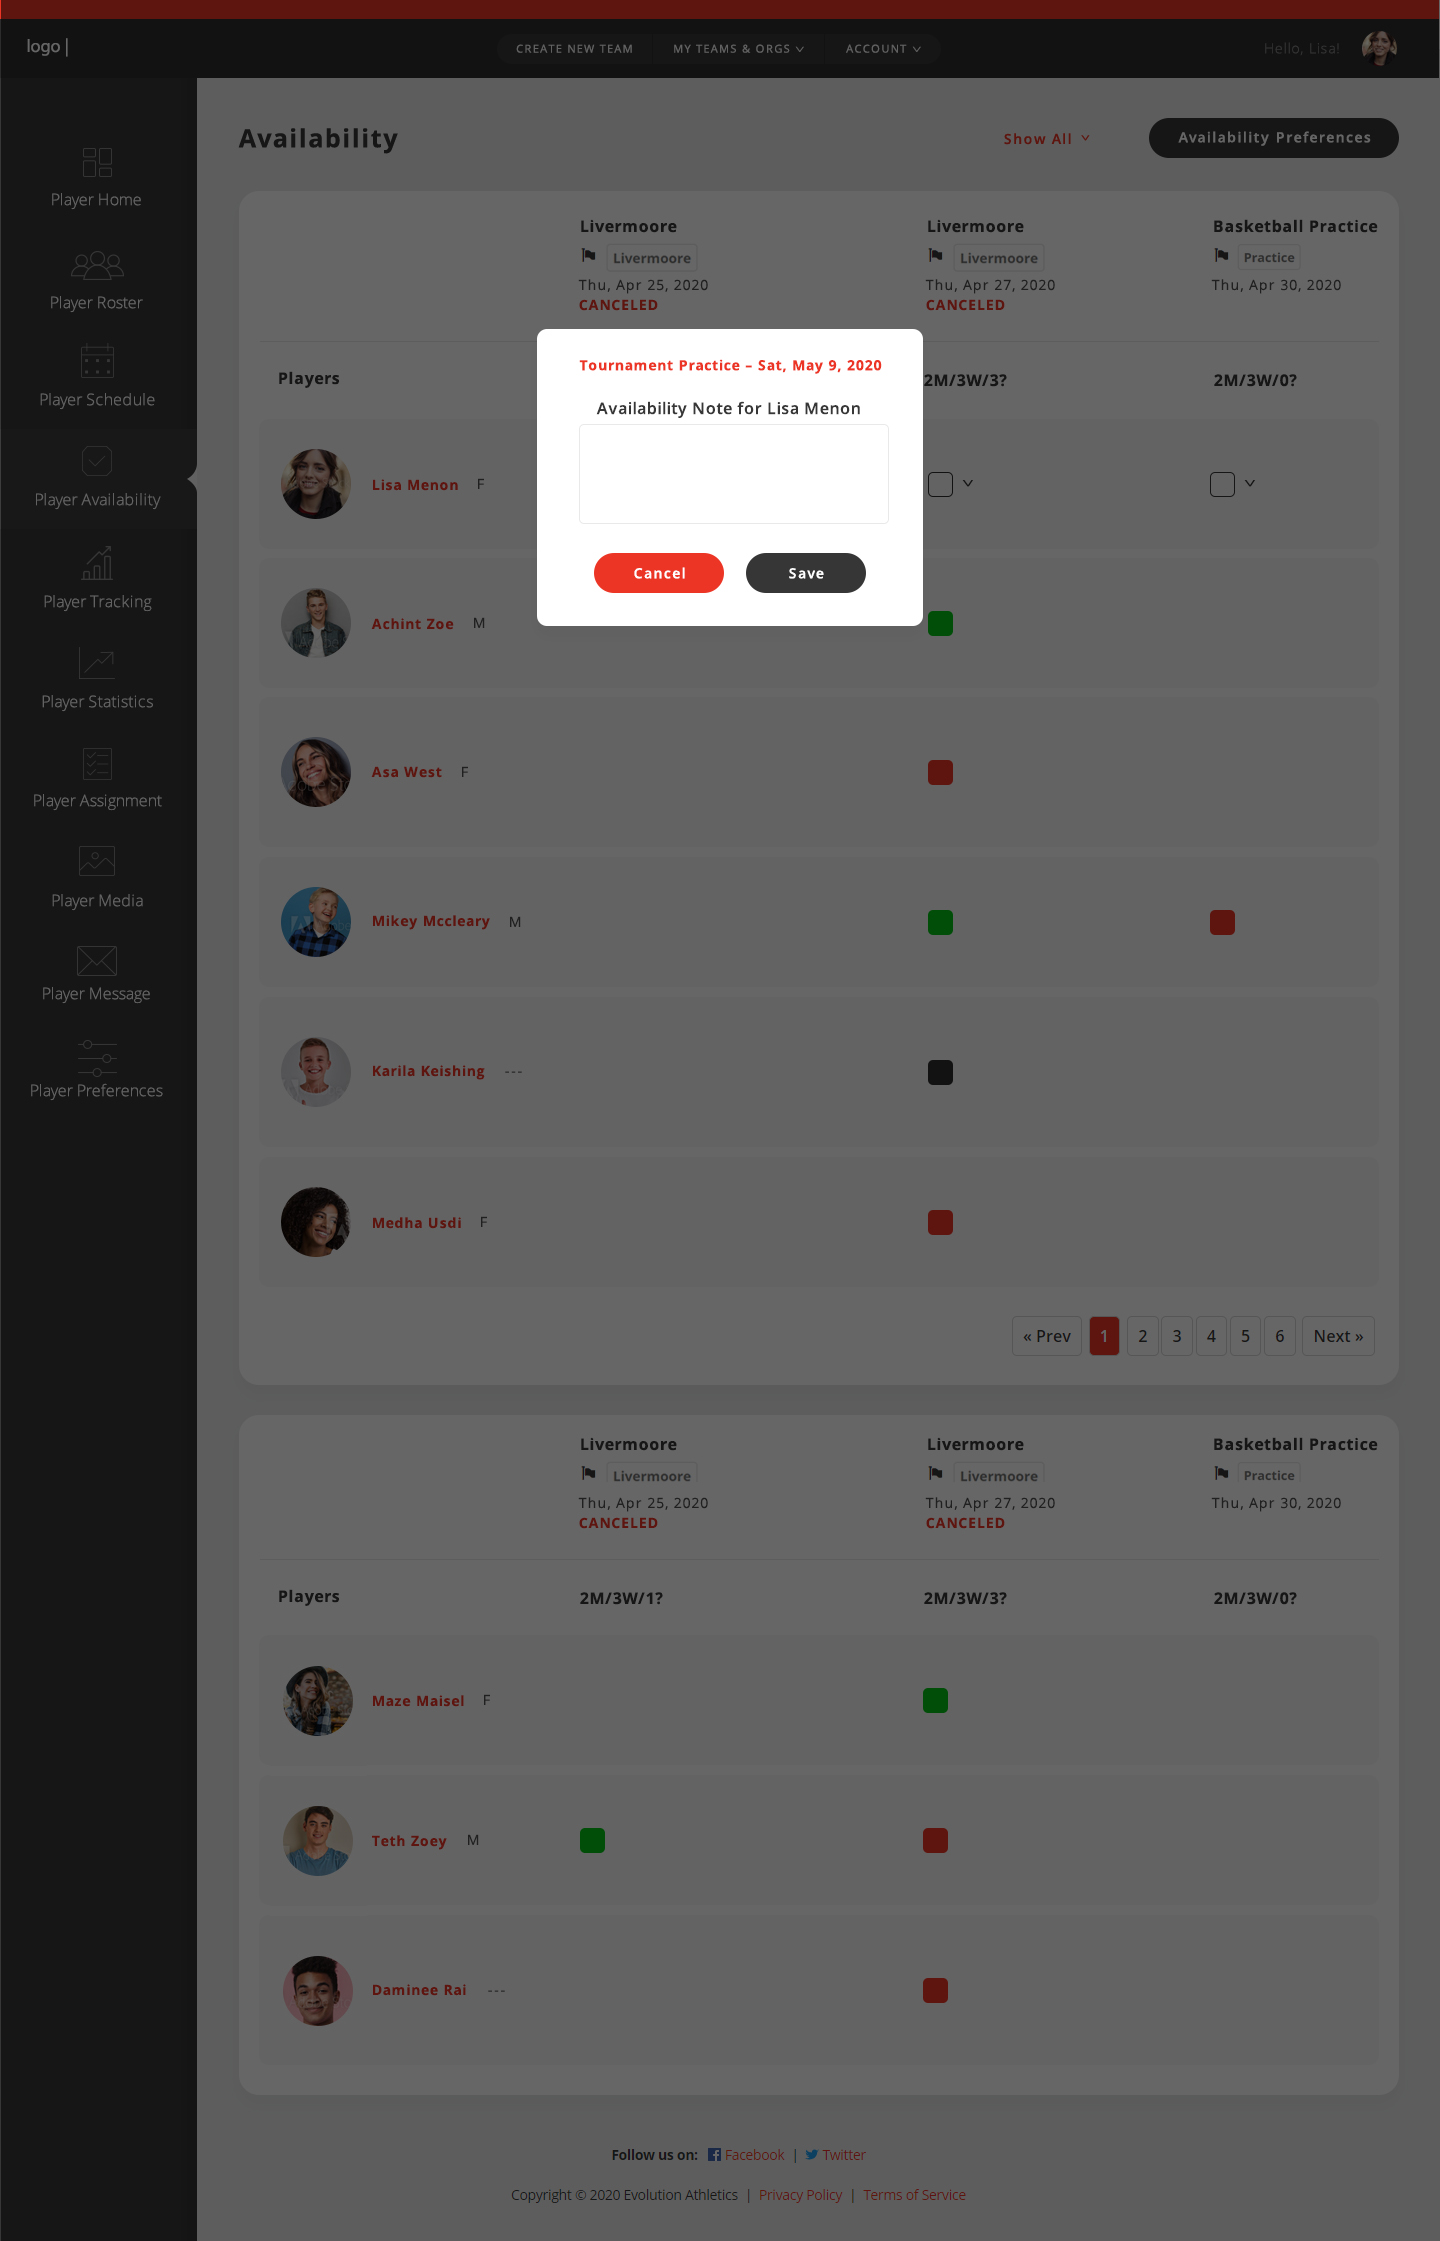 logo |
CREATE NEW TEAM
MY TEAMS & ORGS
ACCOUNT
Hello, Lisa!
Player Home
Player Roster
Player Schedule
Player Availability
Player Tracking
Player Statistics
Player Assignment
Player Media
Player Message
Player Preferences
Availability
Show All
Availability Preferences
Livermoore
Livermoore
Basketball Practice
Livermoore
Livermoore
Practice
Thu, Apr 25, 2020
Thu, Apr 27, 2020
Thu, Apr 30, 2020
CANCELED
CANCELED
Players
2M/3W/3?
2M/3W/0?
Tournament Practice – Sat, May 9, 2020
Availability Note for Lisa Menon
Cancel
Save
Lisa Menon F
Achint Zoe M
Asa West F
Mikey Mccleary M
Karila Keishing ---
Medha Usdi F
« Prev 1 2 3 4 5 6 Next »
Livermoore
Livermoore
Basketball Practice
Livermoore
Livermoore
Practice
Thu, Apr 25, 2020
Thu, Apr 27, 2020
Thu, Apr 30, 2020
CANCELED
CANCELED
Players
2M/3W/1?
2M/3W/3?
2M/3W/0?
Maze Maisel F
Teth Zoey M
Daminee Rai ---
Follow us on: Facebook | Twitter
Copyright © 2020 Evolution Athletics | Privacy Policy | Terms of Service